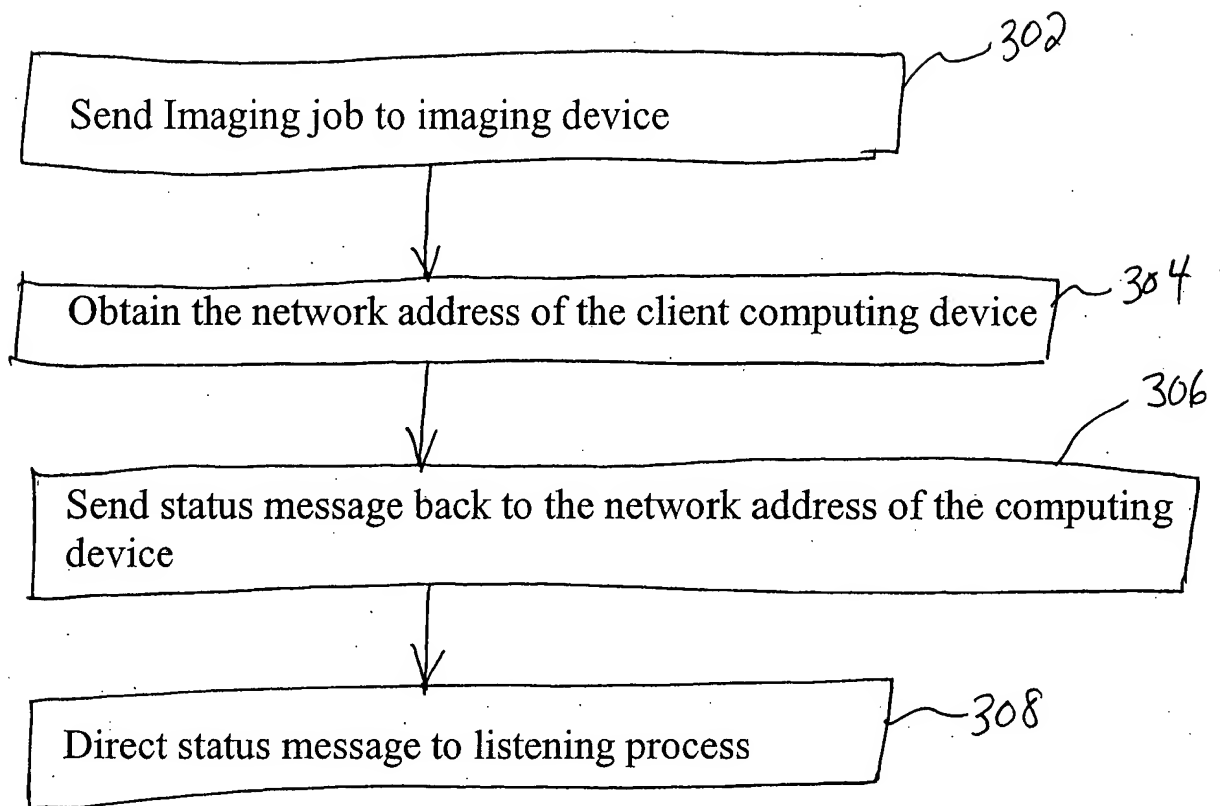 302
Send Imaging job to imaging device
304
Obtain the network address of the client computing device
306
Send status message back to the network address of the computing
device
308
Direct status message to listening process